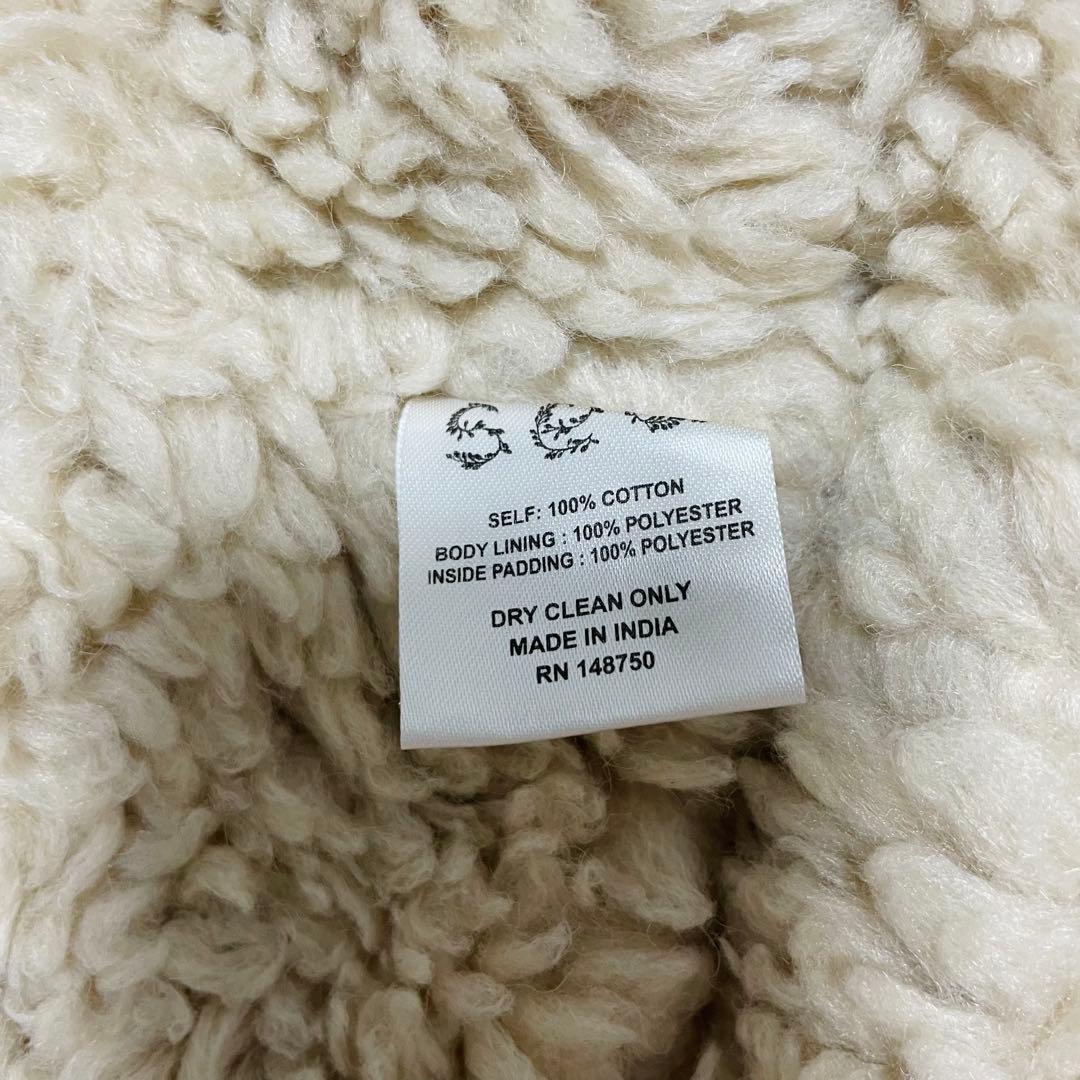 SELF: 100% COTTON
BODY LINING : 100% POLYESTER
INSIDE PADDING : 100% POLYESTER
DRY CLEAN ONLY
MADE IN INDIA
RN 148750